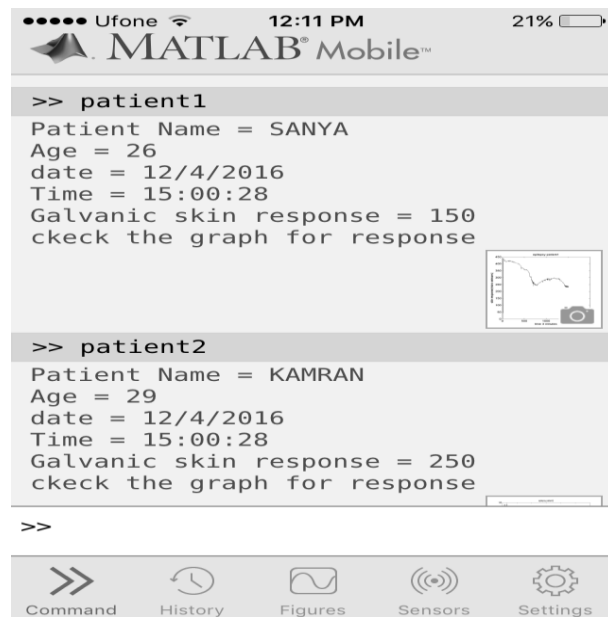 Ufone 12:11 PM 21%
MATLAB® Mobile™
>> patient1
Patient Name = SANYA
Age = 26
date = 12/4/2016
Time = 15:00:28
Galvanic skin response = 150
ckeck the graph for response
>> patient2
Patient Name = KAMRAN
Age = 29
date = 12/4/2016
Time = 15:00:28
Galvanic skin response = 250
ckeck the graph for response
>>
Command History Figures Sensors Settings